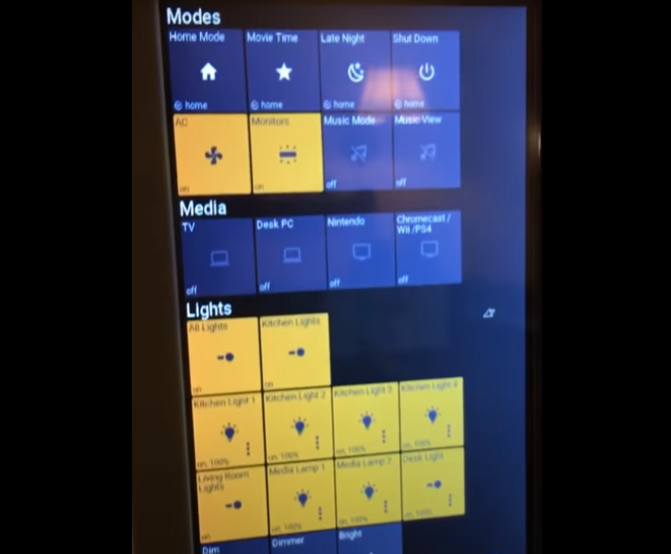 Modes
Home Mode Movie Time Late Night Shut Down
home home home home
AC Monitors Music Mode Music View
on on off off
Media
TV Desk PC Nintendo Chromecast /
Wii /PS4
off off off off
Lights
All Lights Kitchen Lights
on on
Kitchen Light 1 Kitchen Light 2 Kitchen Light 3 Kitchen Light 4
on, 100% on, 100% on, 100% on, 100%
Living Room Media Lamp 1 Media Lamp 2 Desk Light
Lights
on on, 100% on, 100% on, 100%
Dim Dimmer Bright